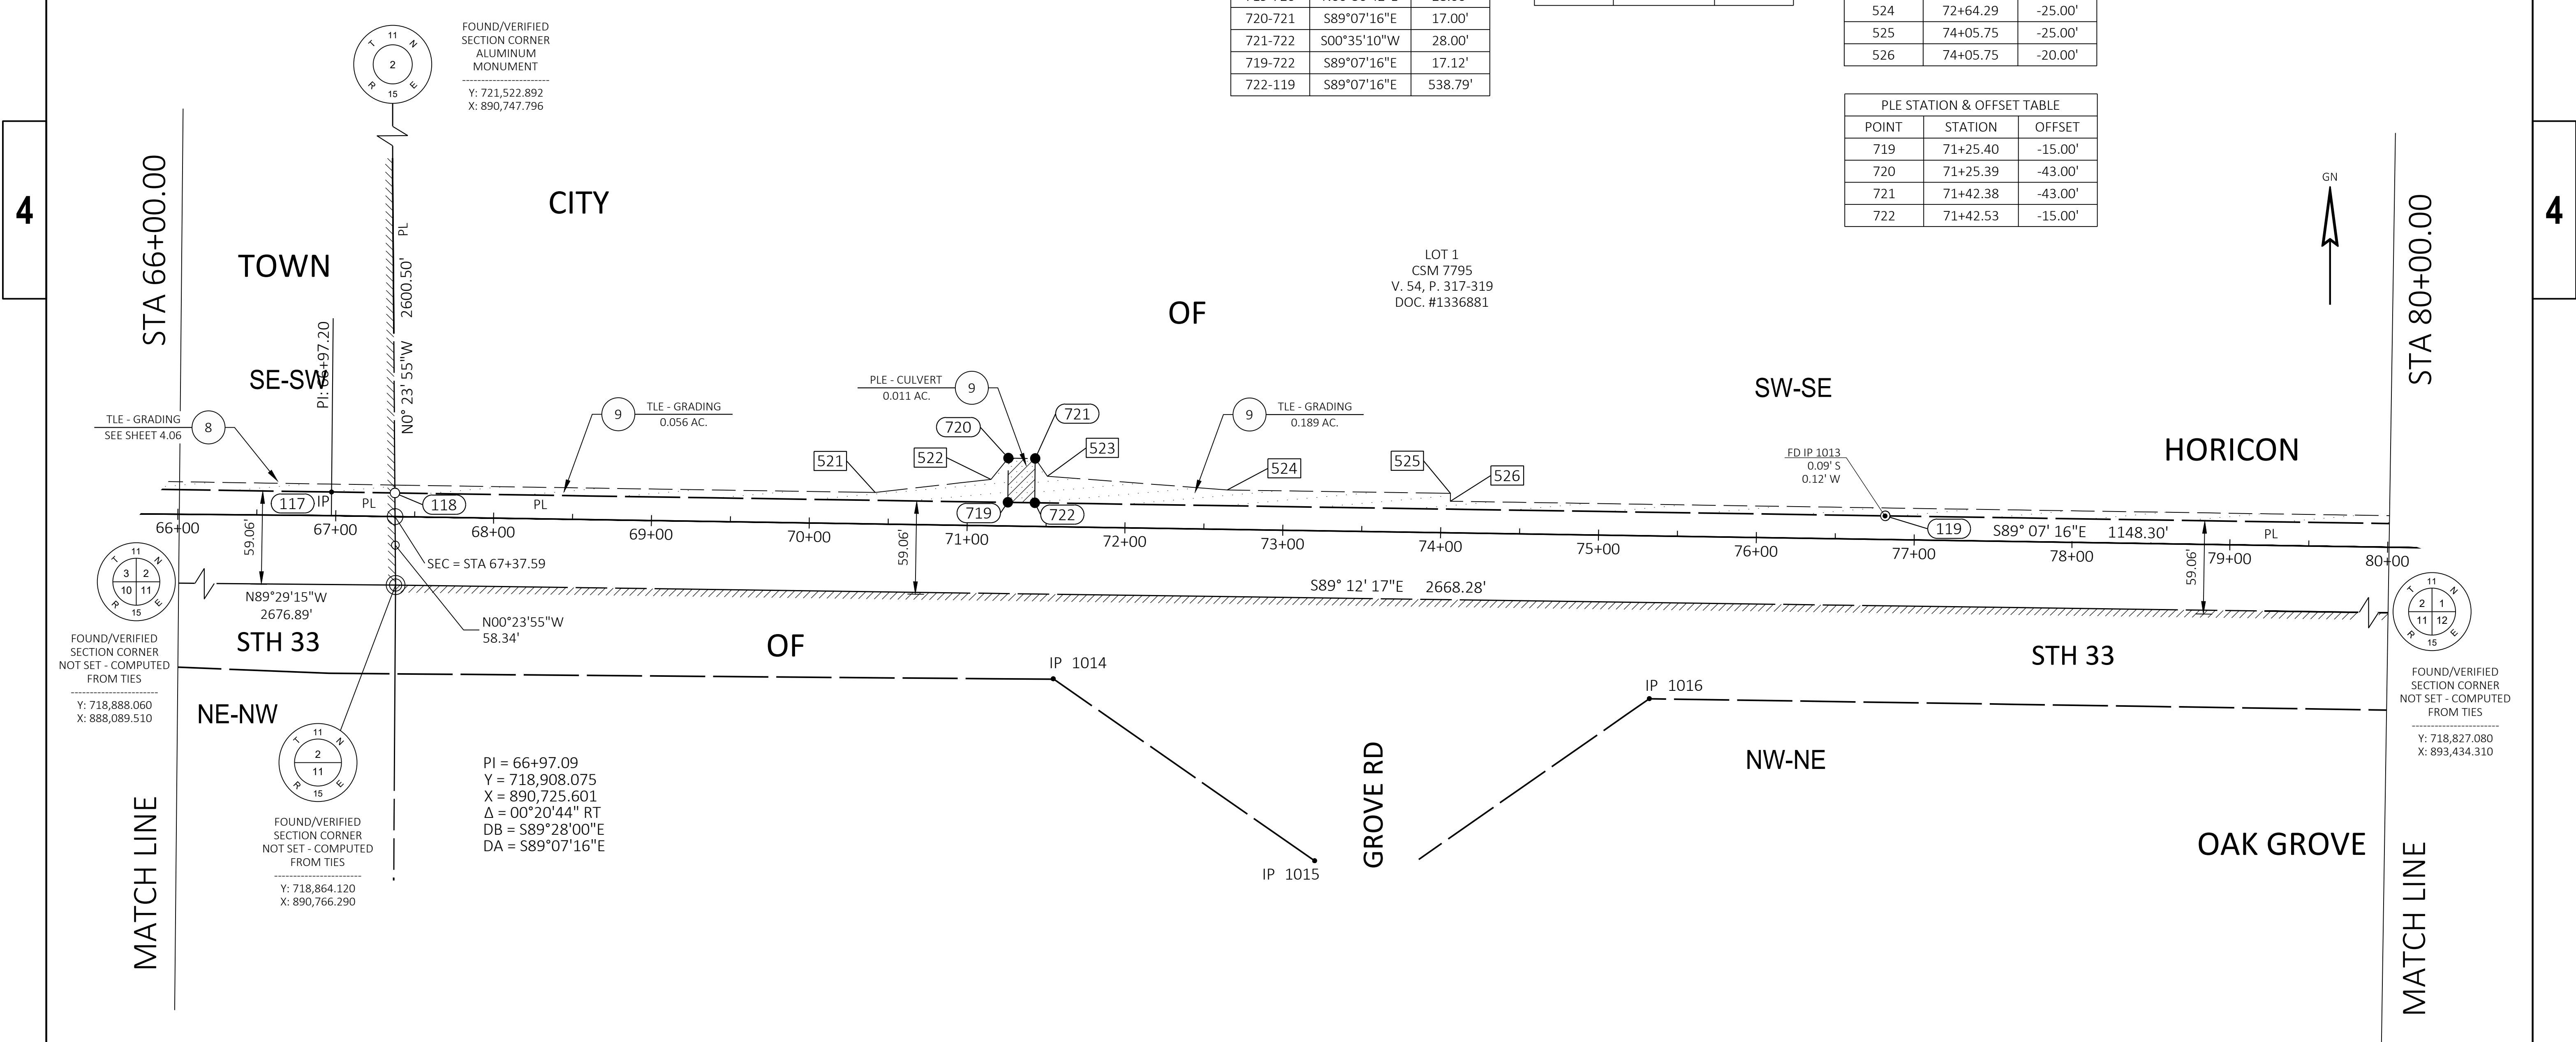 720-721 S89°07'16"E 17.00'
721-722 S00°35'10"W 28.00'
719-722 S89°07'16"E 17.12'
722-119 S89°07'16"E 538.79'
524 72+64.29 -25.00'
525 74+05.75 -25.00'
526 74+05.75 -20.00'
PLE STATION & OFFSET TABLE
POINT STATION OFFSET
719 71+25.40 -15.00'
720 71+25.39 -43.00'
721 71+42.38 -43.00'
722 71+42.53 -15.00'
11
T N
2
R E
15
FOUND/VERIFIED
SECTION CORNER
ALUMINUM
MONUMENT
Y: 721,522.892
X: 890,747.796
4
4
STA 66+00.00
STA 80+00.00
GN
CITY
TOWN
OF
HORICON
LOT 1
CSM 7795
V. 54, P. 317-319
DOC. #1336881
PL
N0° 23' 55"W 2600.50'
PI: 66+97.20
SE-SW
SW-SE
TLE - GRADING
SEE SHEET 4.06
8
9
TLE - GRADING
0.056 AC.
PLE - CULVERT
0.011 AC.
9
9
TLE - GRADING
0.189 AC.
720
721
521
522
523
524
525
526
FD IP 1013
0.09' S
0.12' W
117
IP
PL
118
PL
719
722
119
S89° 07' 16"E 1148.30'
PL
66+00
67+00
68+00
69+00
70+00
71+00
72+00
73+00
74+00
75+00
76+00
77+00
78+00
79+00
80+00
59.06'
59.06'
59.06'
SEC = STA 67+37.59
S89° 12' 17"E 2668.28'
11
T N
3 2
10 11
R E
15
N89°29'15"W
2676.89'
N00°23'55"W
58.34'
11
T N
2 1
11 12
R E
15
FOUND/VERIFIED
SECTION CORNER
NOT SET - COMPUTED
FROM TIES
Y: 718,888.060
X: 888,089.510
STH 33
OF
STH 33
IP 1014
IP 1016
IP 1015
FOUND/VERIFIED
SECTION CORNER
NOT SET - COMPUTED
FROM TIES
Y: 718,827.080
X: 893,434.310
NE-NW
NW-NE
11
T N
2
11
R E
15
FOUND/VERIFIED
SECTION CORNER
NOT SET - COMPUTED
FROM TIES
Y: 718,864.120
X: 890,766.290
PI = 66+97.09
Y = 718,908.075
X = 890,725.601
Δ = 00°20'44" RT
DB = S89°28'00"E
DA = S89°07'16"E
GROVE RD
OAK GROVE
MATCH LINE
MATCH LINE